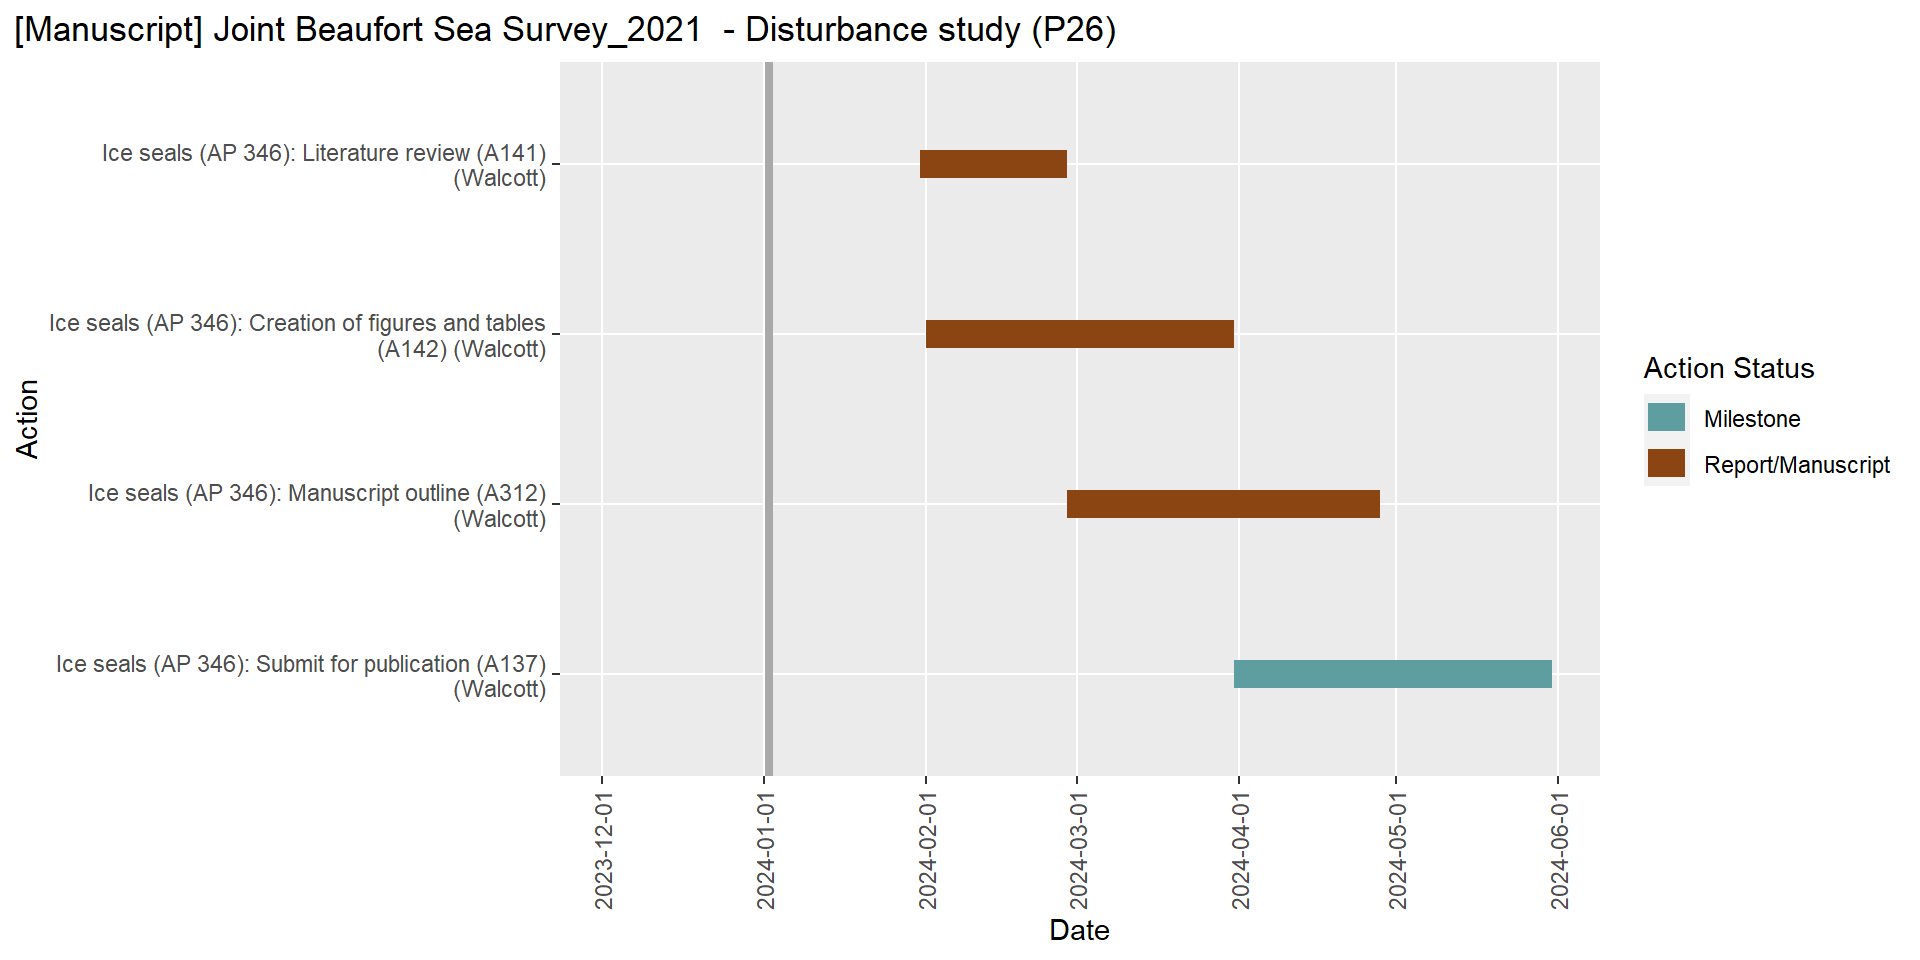 [Manuscript] Joint Beaufort Sea Survey_2021  - Disturbance study (P26)
Action
Ice seals (AP 346): Literature review (A141)
(Walcott)
Ice seals (AP 346): Creation of figures and tables
(A142) (Walcott)
Ice seals (AP 346): Manuscript outline (A312)
(Walcott)
Ice seals (AP 346): Submit for publication (A137)
(Walcott)
2023-12-01
2024-01-01
2024-02-01
2024-03-01
2024-04-01
2024-05-01
2024-06-01
Date
Action Status
Milestone
Report/Manuscript